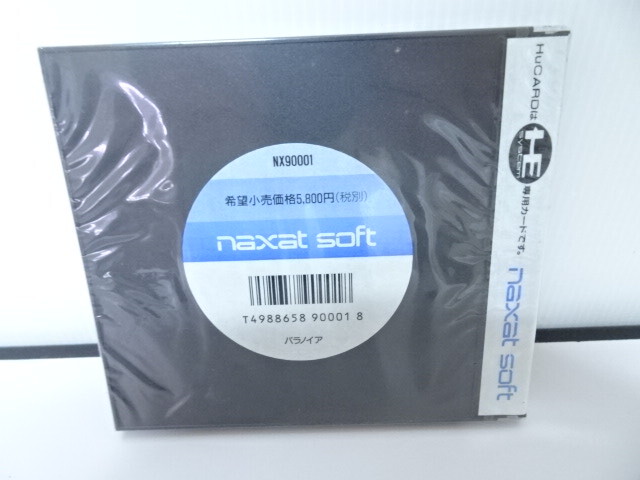 NX90001
希望小売価格5,800円(税別)
naxat soft
T4988658 90001 8
パラノイア
HuCARDは HE SYSTEM 専用カードです。
naxat soft